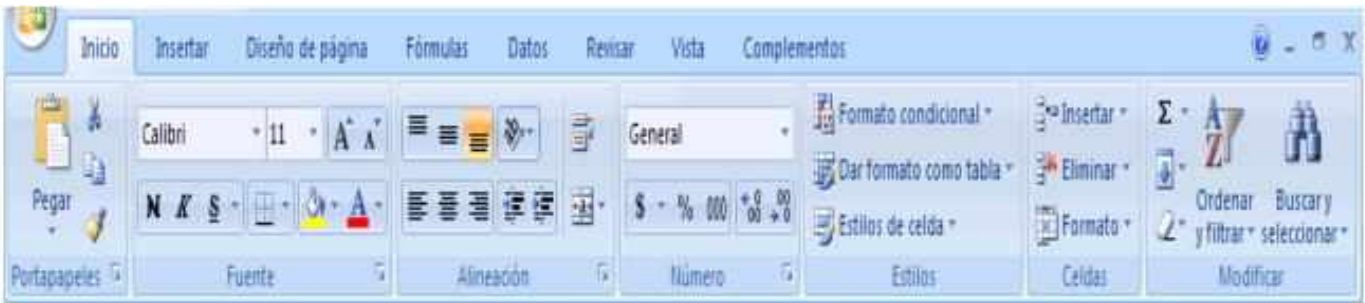 Inicio Insertar Diseño de página Fórmulas Datos Revisar Vista Complementos
Pegar
Portapapeles
Calibri 11 A A
N K S A
Fuente
Alineación
General
$ % 000
Número
Formato condicional
Dar formato como tabla
Estilos de celda
Estilos
Insertar
Eliminar
Formato
Celdas
Σ
Ordenar
y filtrar
Buscar y
seleccionar
Modificar